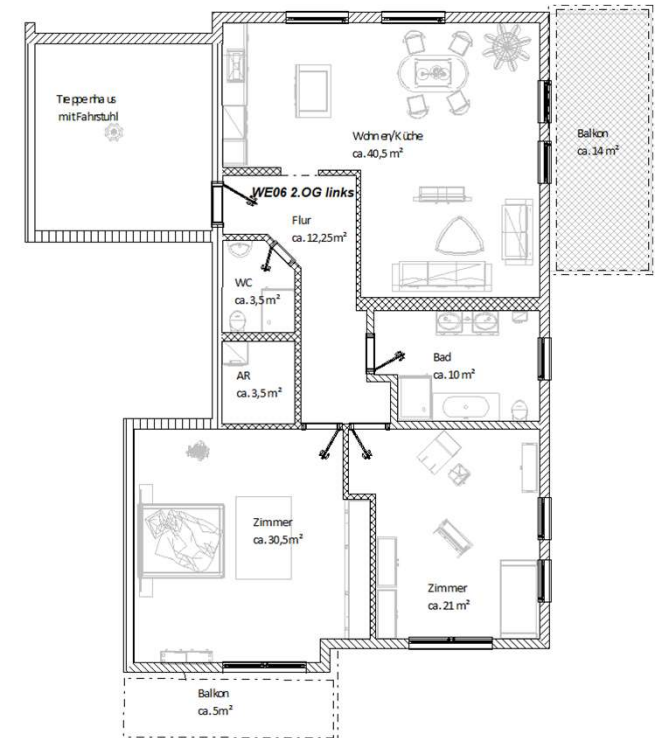 Treppenhaus
mit Fahrstuhl
Wohnen/Küche
ca. 40,5 m²
Balkon
ca. 14 m²
WE06 2.OG links
Flur
ca. 12,25m²
WC
ca. 3,5 m²
AR
ca. 3,5 m²
Bad
ca. 10 m²
Zimmer
ca. 30,5m²
Zimmer
ca. 21 m²
Balkon
ca. 5m²